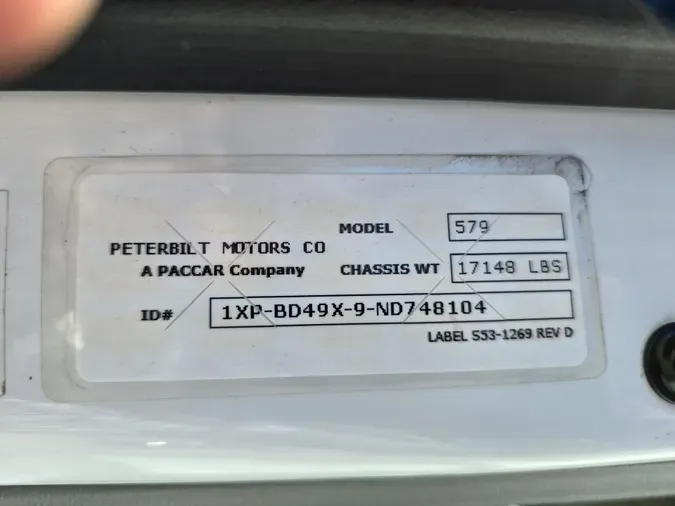 MODEL 579
PETERBILT MOTORS CO
A PACCAR Company CHASSIS WT 17148 LBS
ID# 1XP-BD49X-9-ND748104
LABEL S53-1269 REV D